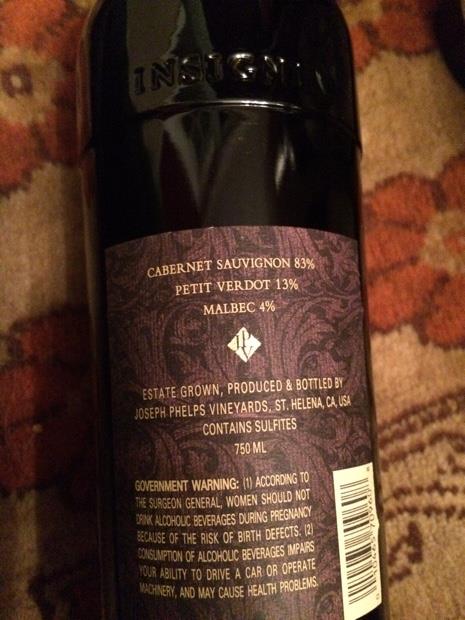 INSIGNI
CABERNET SAUVIGNON 83%
PETIT VERDOT 13%
MALBEC 4%
ESTATE GROWN, PRODUCED & BOTTLED BY
JOSEPH PHELPS VINEYARDS, ST. HELENA, CA, USA
CONTAINS SULFITES
750 ML
GOVERNMENT WARNING: (1) ACCORDING TO
THE SURGEON GENERAL, WOMEN SHOULD NOT
DRINK ALCOHOLIC BEVERAGES DURING PREGNANCY
BECAUSE OF THE RISK OF BIRTH DEFECTS. (2)
CONSUMPTION OF ALCOHOLIC BEVERAGES IMPAIRS
YOUR ABILITY TO DRIVE A CAR OR OPERATE
MACHINERY, AND MAY CAUSE HEALTH PROBLEMS.